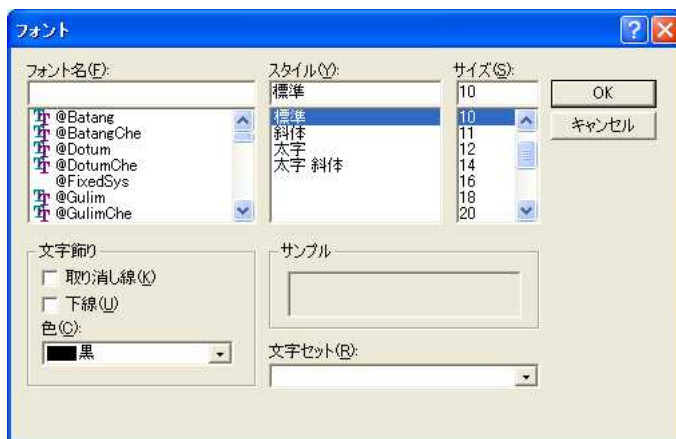 フォント
フォント名(F):
スタイル(Y):
サイズ(S):
標準
10
OK
キャンセル
@Batang
@BatangChe
@Dotum
@DotumChe
@FixedSys
@Gulim
@GulimChe
標準
斜体
太字
太字 斜体
10
11
12
14
16
18
20
文字飾り
取り消し線(K)
下線(U)
色(C):
黒
サンプル
文字セット(R):